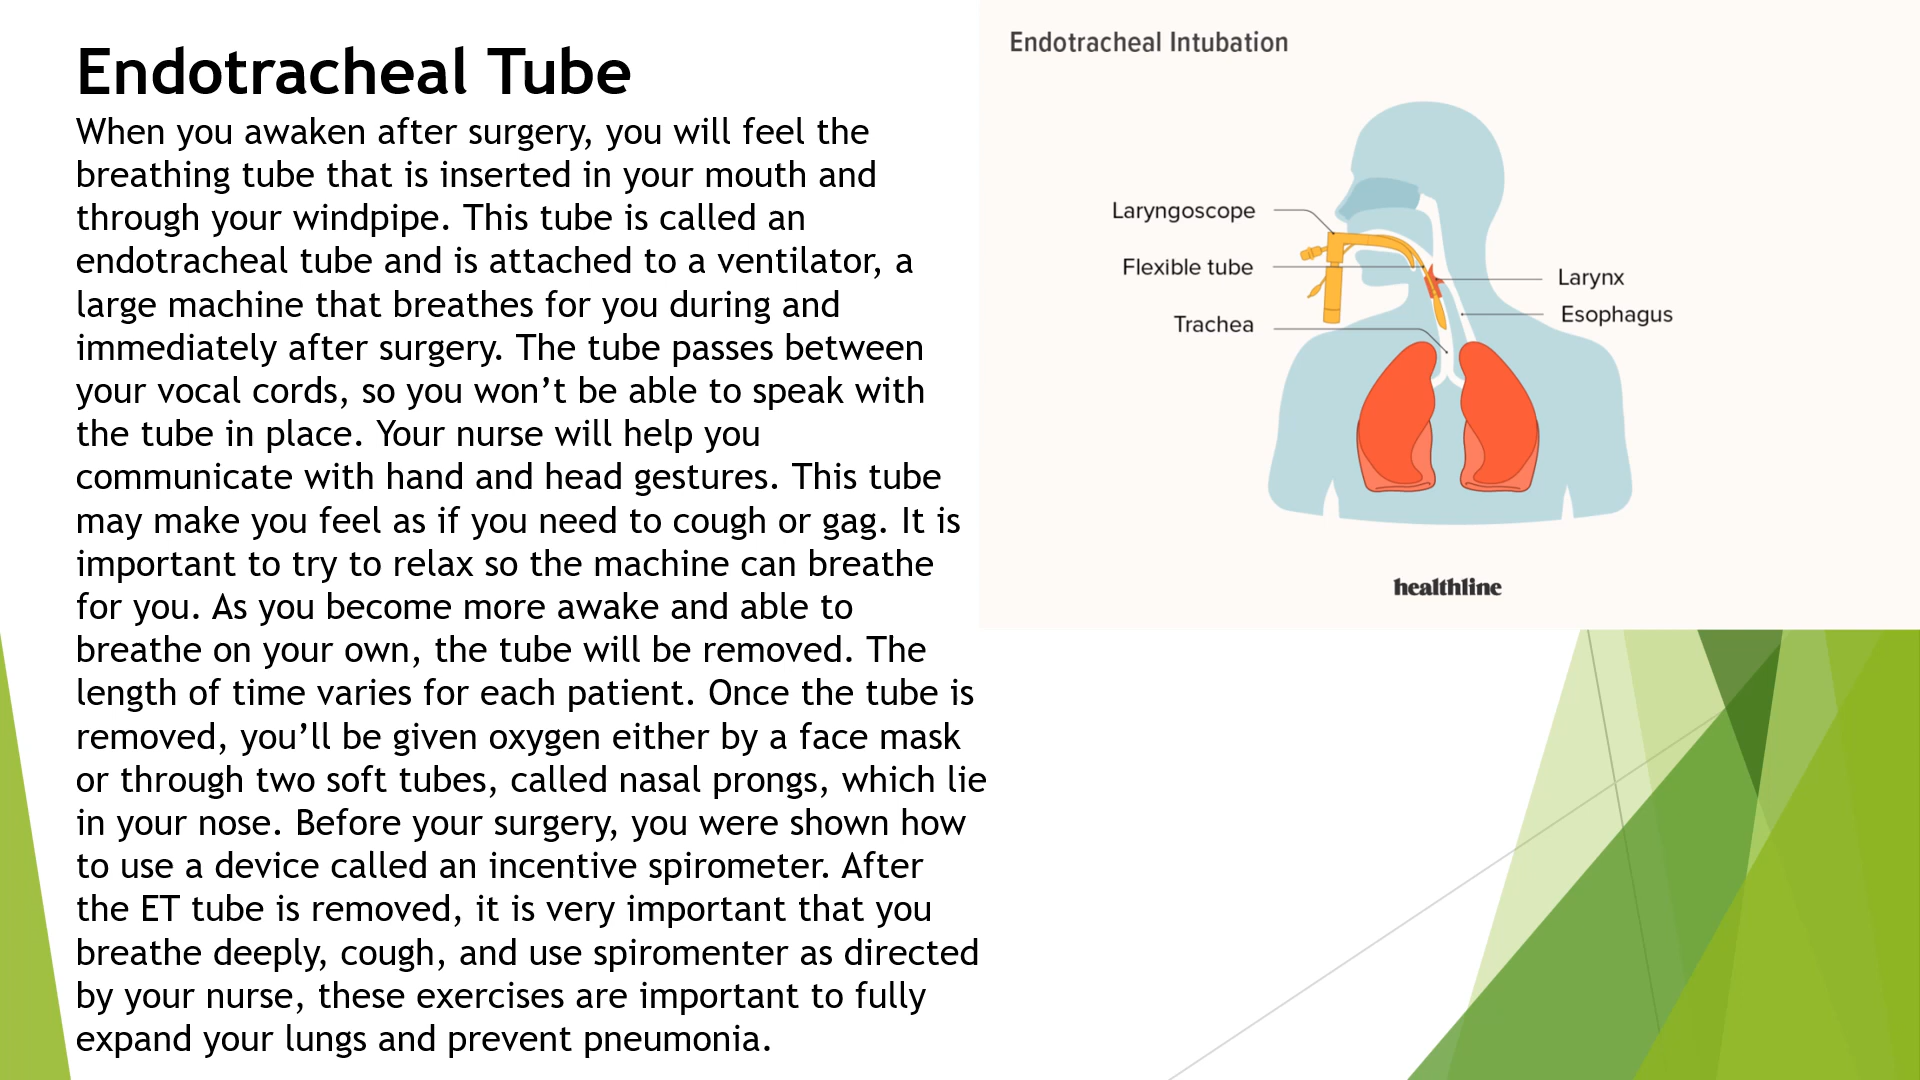 Endotracheal Tube
When you awaken after surgery, you will feel the
breathing tube that is inserted in your mouth and
through your windpipe. This tube is called an
endotracheal tube and is attached to a ventilator, a
large machine that breathes for you during and
immediately after surgery. The tube passes between
your vocal cords, so you won’t be able to speak with
the tube in place. Your nurse will help you
communicate with hand and head gestures. This tube
may make you feel as if you need to cough or gag. It is
important to try to relax so the machine can breathe
for you. As you become more awake and able to
breathe on your own, the tube will be removed. The
length of time varies for each patient. Once the tube is
removed, you’ll be given oxygen either by a face mask
or through two soft tubes, called nasal prongs, which lie
in your nose. Before your surgery, you were shown how
to use a device called an incentive spirometer. After
the ET tube is removed, it is very important that you
breathe deeply, cough, and use spiromenter as directed
by your nurse, these exercises are important to fully
expand your lungs and prevent pneumonia.
Endotracheal Intubation
Laryngoscope
Flexible tube
Trachea
Larynx
Esophagus
healthline